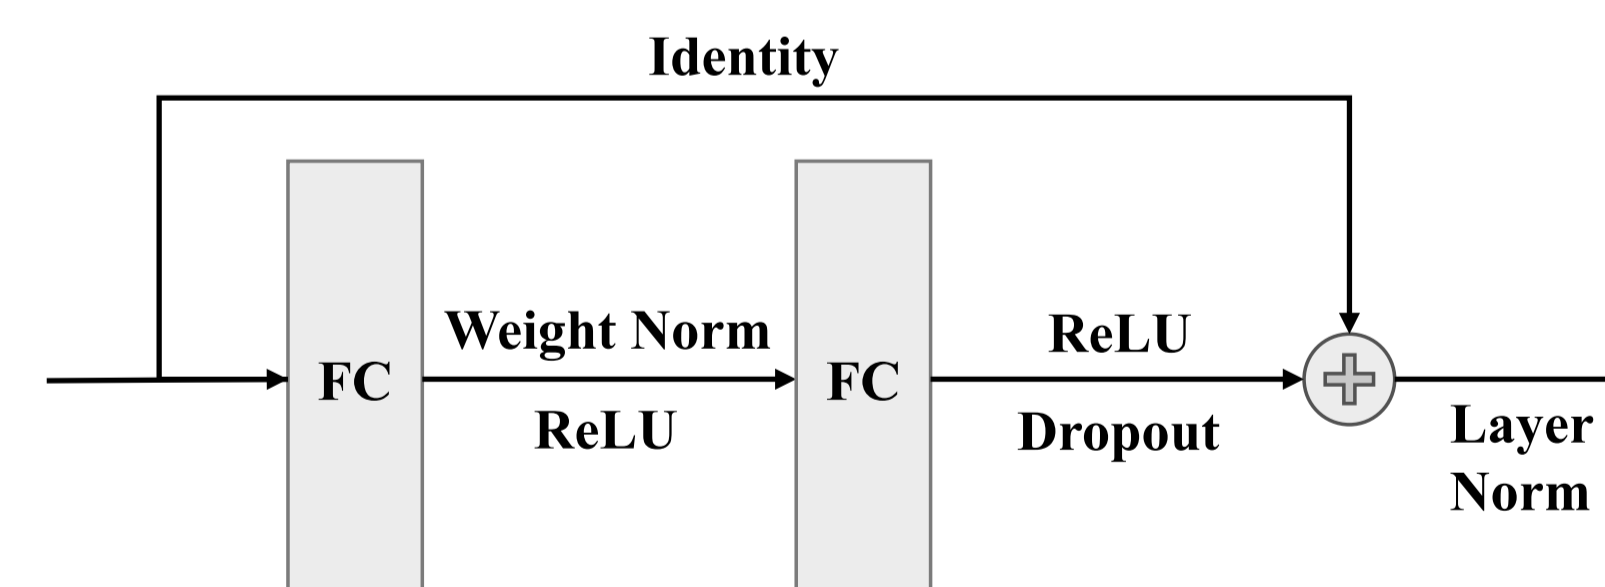 Identity
Weight Norm
FC
ReLU
FC
ReLU
Dropout
Layer
Norm